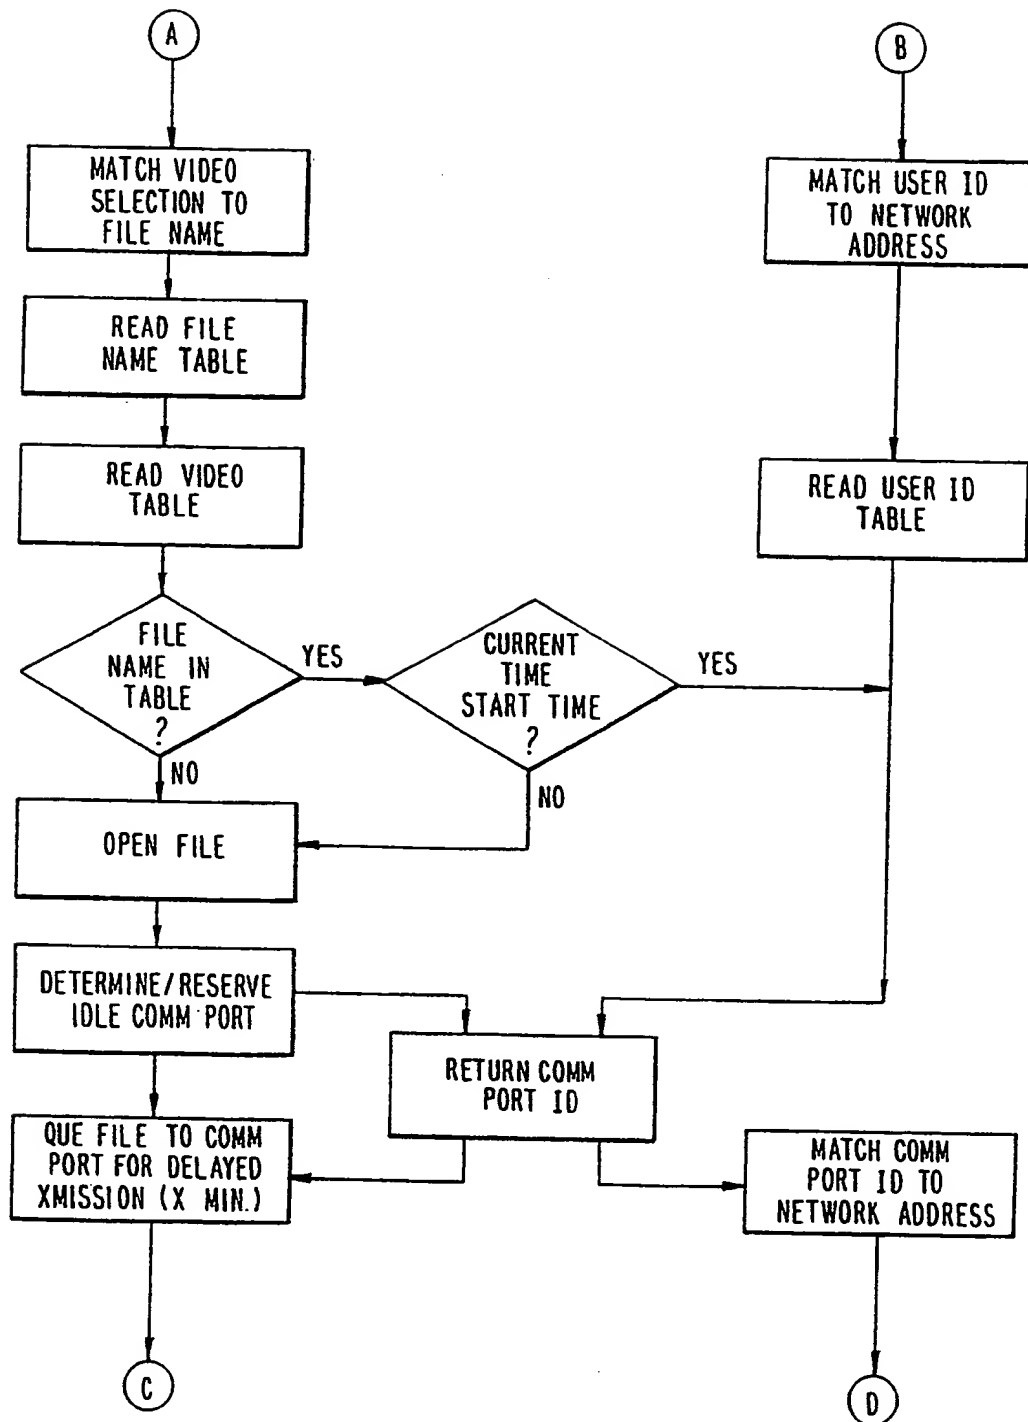 A
B
MATCH VIDEO
SELECTION TO
FILE NAME
MATCH USER ID
TO NETWORK
ADDRESS
READ FILE
NAME TABLE
READ VIDEO
TABLE
READ USER ID
TABLE
FILE
NAME IN
TABLE
?
YES
CURRENT
TIME
START TIME
?
YES
NO
NO
OPEN FILE
DETERMINE/RESERVE
IDLE COMM PORT
RETURN COMM
PORT ID
QUE FILE TO COMM
PORT FOR DELAYED
XMISSION (X MIN.)
MATCH COMM
PORT ID TO
NETWORK ADDRESS
C
D